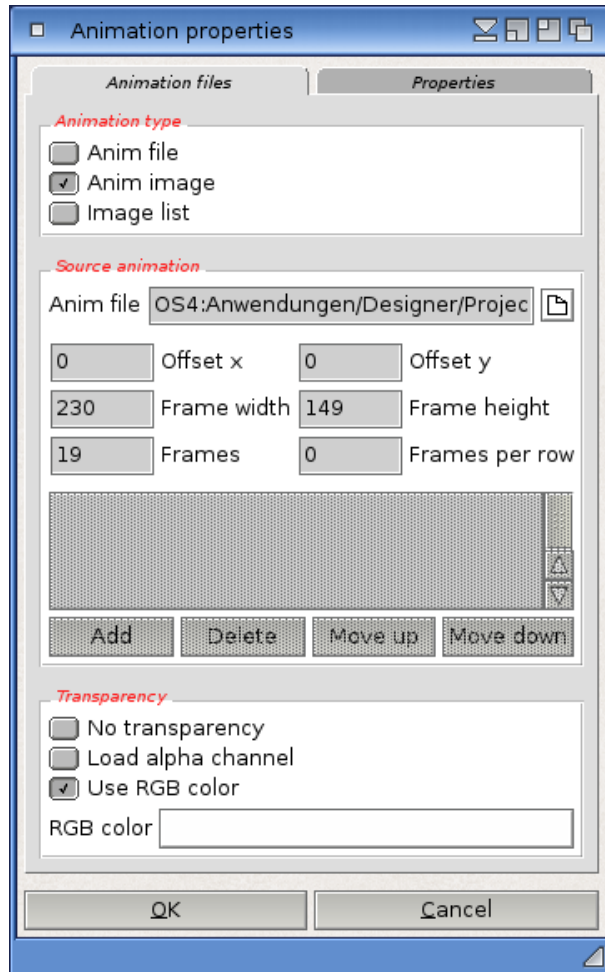 Animation properties
Animation files Properties
Animation type
Anim file
Anim image
Image list
Source animation
Anim file OS4:Anwendungen/Designer/Projec
0 Offset x 0 Offset y
230 Frame width 149 Frame height
19 Frames 0 Frames per row
Add Delete Move up Move down
Transparency
No transparency
Load alpha channel
Use RGB color
RGB color
OK Cancel